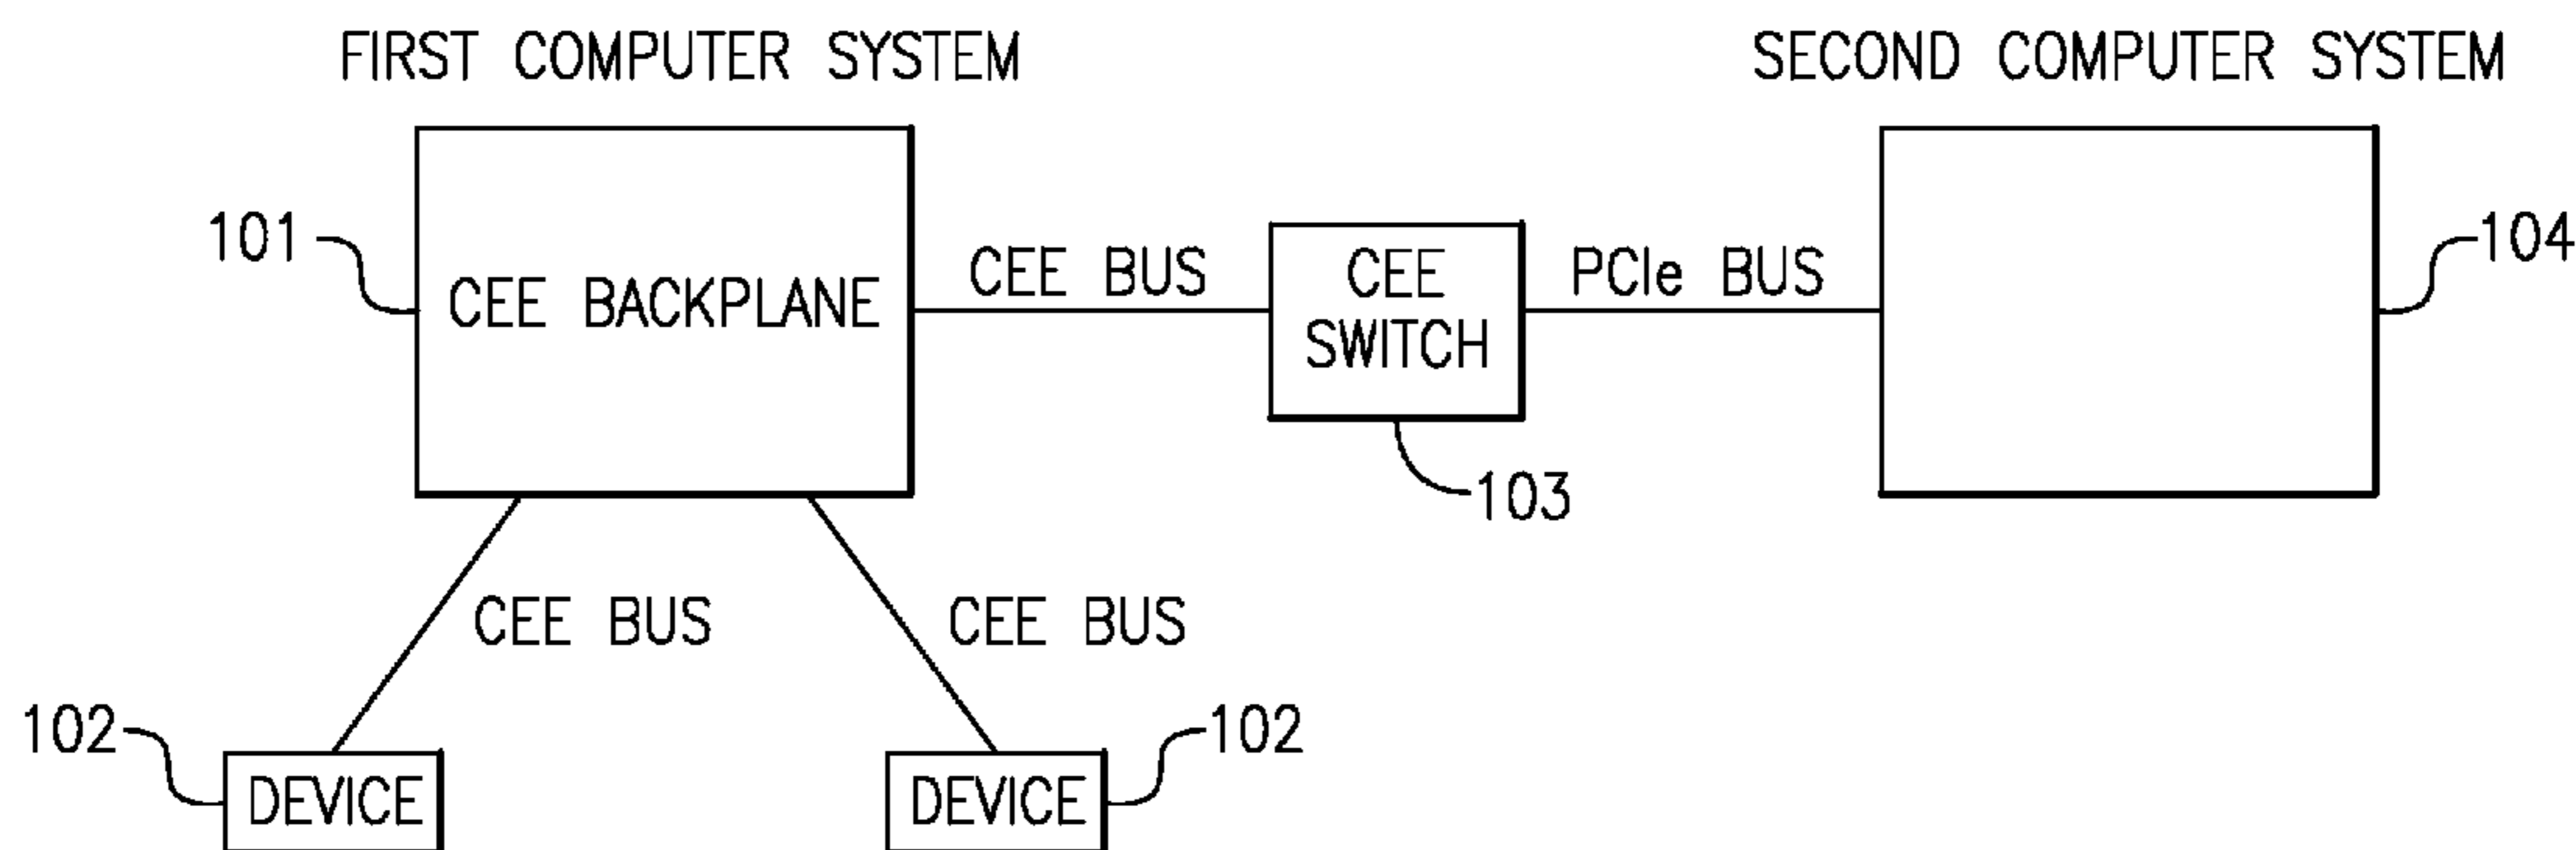 FIRST COMPUTER SYSTEM
SECOND COMPUTER SYSTEM
101
CEE BACKPLANE
CEE BUS
CEE
SWITCH
PCIe BUS
104
103
CEE BUS
CEE BUS
102
DEVICE
DEVICE
102